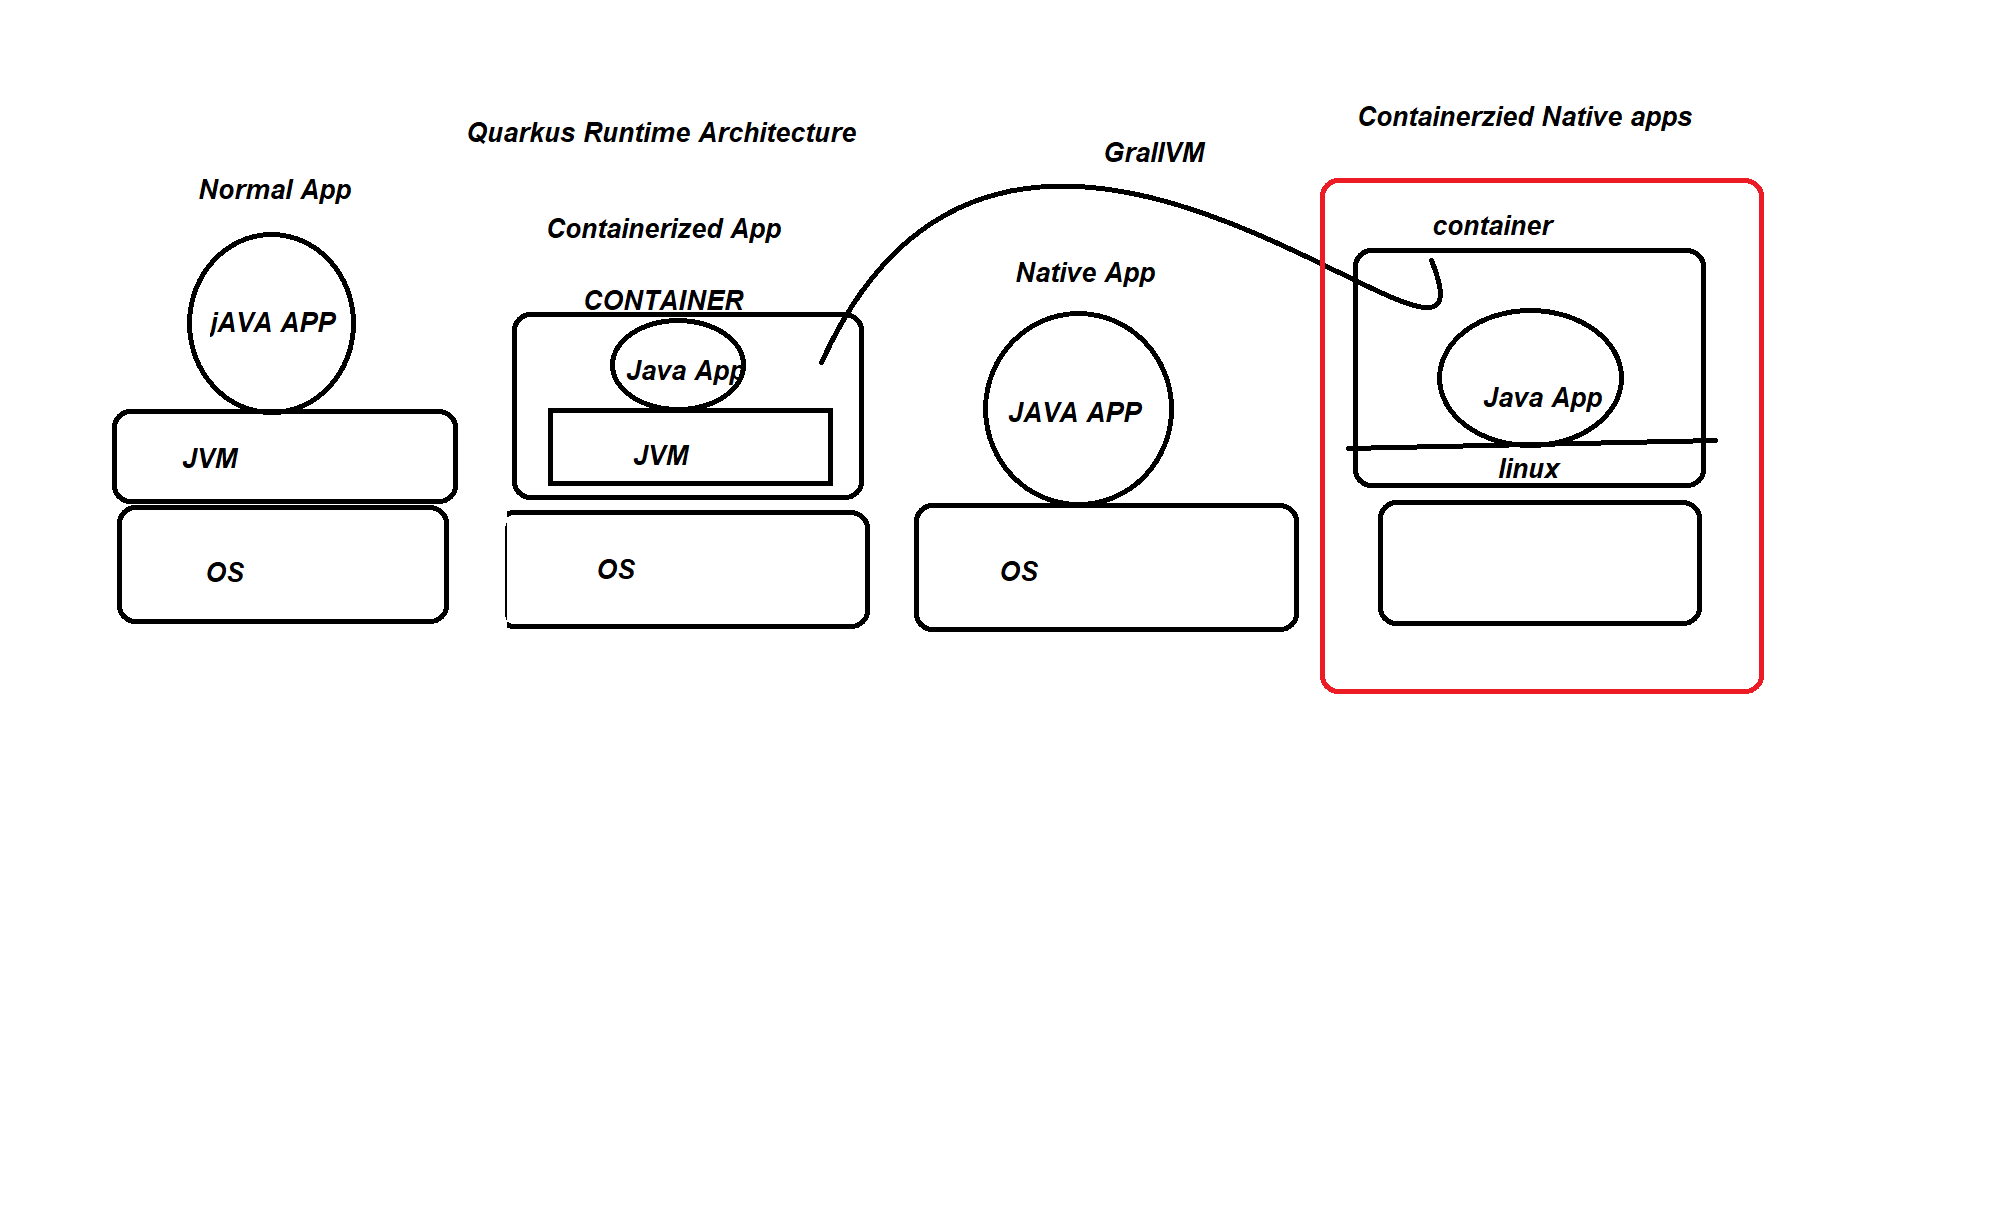 Quarkus Runtime Architecture
Normal App
jAVA APP
JVM
OS
Containerized App
CONTAINER
Java App
JVM
OS
GrallVM
Native App
JAVA APP
OS
Containerzied Native apps
container
Java App
linux